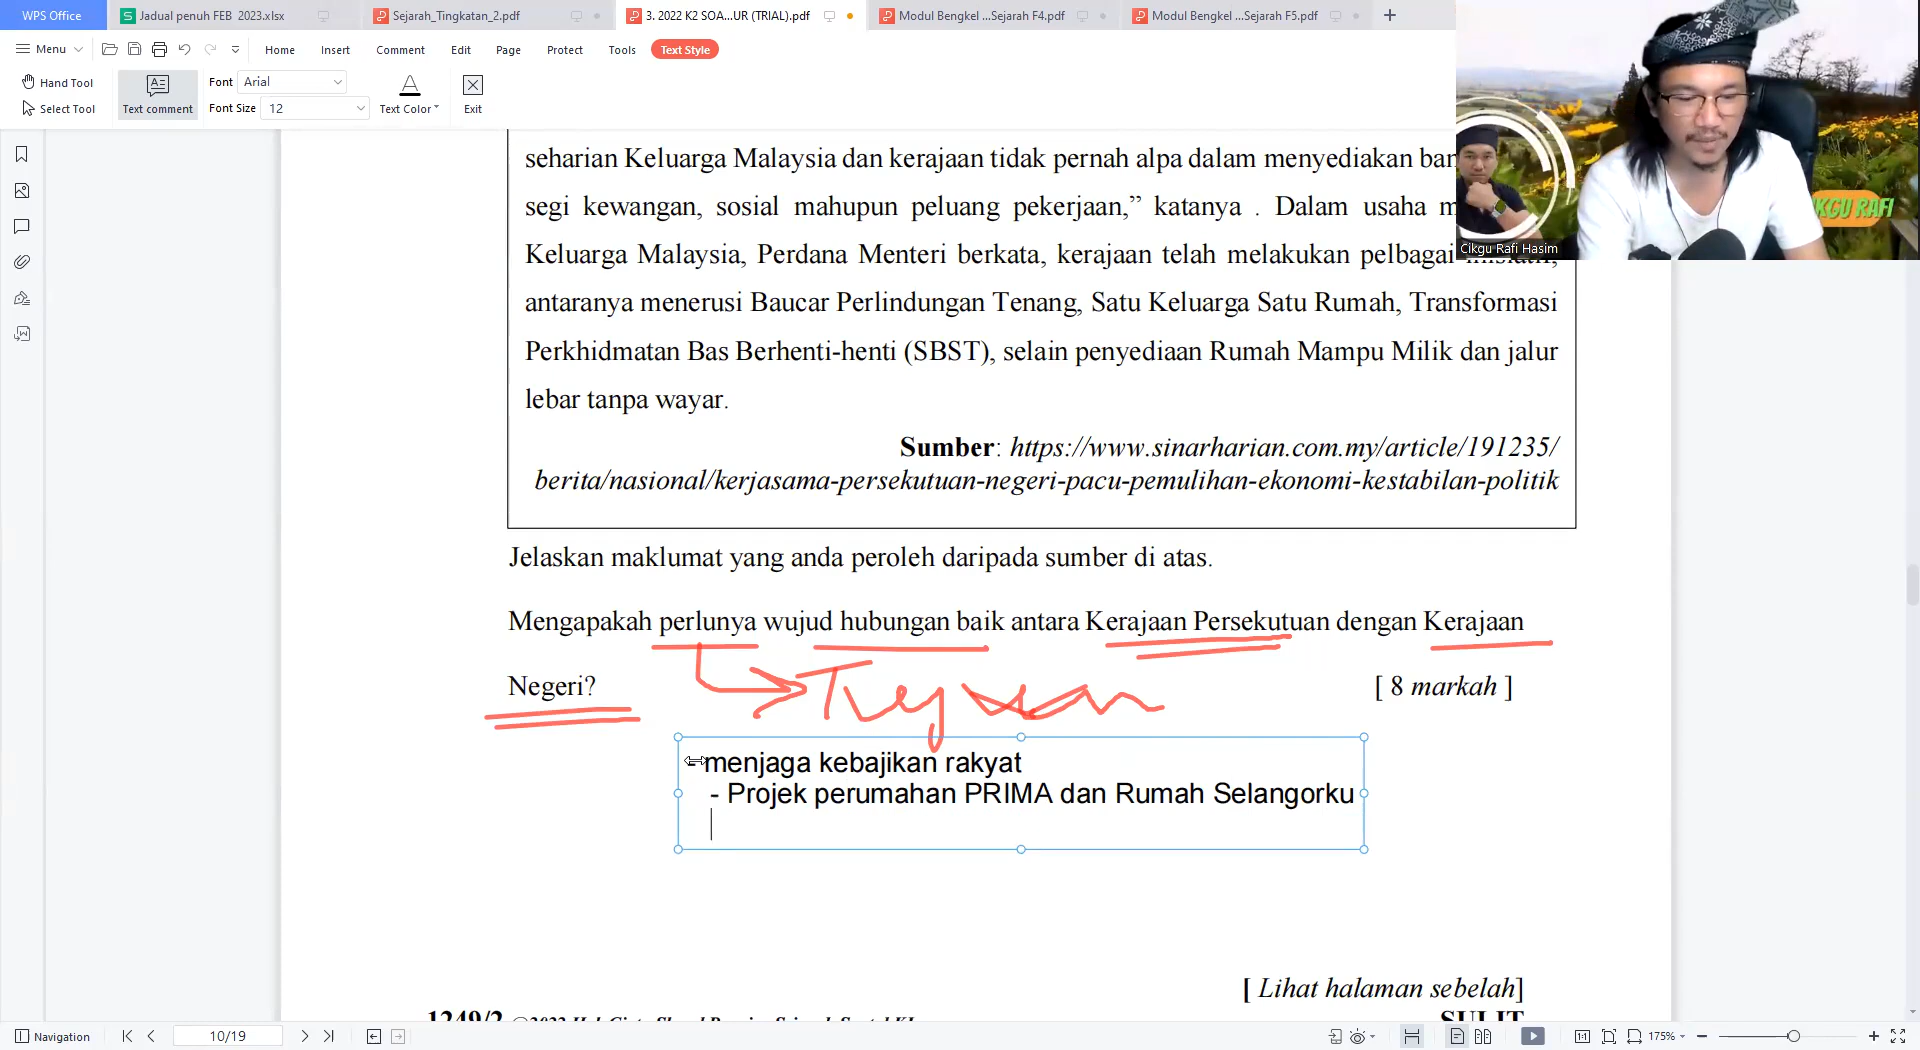 WPS Office
Jadual penuh FEB 2023.xlsx
Sejarah_Tingkatan_2.pdf
3. 2022 K2 SOA...UR (TRIAL).pdf
Modul Bengkel ...Sejarah F4.pdf
Modul Bengkel ...Sejarah F5.pdf
Menu
Home
Insert
Comment
Edit
Page
Protect
Tools
Text Style
Hand Tool
Select Tool
Text comment
Font Arial
Font Size 12
Text Color
Exit
KGU RAFI
Cikgu Rafi Hasim
seharian Keluarga Malaysia dan kerajaan tidak pernah alpa dalam menyediakan
segi kewangan, sosial mahupun peluang pekerjaan,” katanya . Dalam usaha
Keluarga Malaysia, Perdana Menteri berkata, kerajaan telah melakukan pelbagai
antaranya menerusi Baucar Perlindungan Tenang, Satu Keluarga Satu Rumah, Transformasi
Perkhidmatan Bas Berhenti-henti (SBST), selain penyediaan Rumah Mampu Milik dan jalur
lebar tanpa wayar.
Sumber: https://www.sinarharian.com.my/article/191235/
berita/nasional/kerjasama-persekutuan-negeri-pacu-pemulihan-ekonomi-kestabilan-politik
Jelaskan maklumat yang anda peroleh daripada sumber di atas.
Mengapakah perlunya wujud hubungan baik antara Kerajaan Persekutuan dengan Kerajaan
Negeri? [ 8 markah ]
- menjaga kebajikan rakyat
- Projek perumahan PRIMA dan Rumah Selangorku
[ Lihat halaman sebelah]
1249/2
SULIT
Navigation
10/19
175%